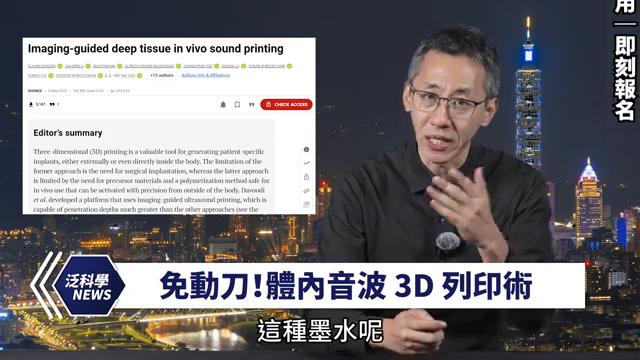 用｜即刻報名
Imaging-guided deep tissue in vivo sound printing
+15 authors
Authors Info & Affiliations
SCIENCE
CHECK ACCESS
Editor's summary
Three-dimensional (3D) printing is a valuable tool for generating patient-specific
implants, either externally or even directly inside the body. The limitation of the
former approach is the need for surgical implantation, whereas the latter approach
is limited by the need for precursor materials and a polymerization method safe for
in vivo use that can be activated with precision from outside of the body. Davoodi
et al. developed a platform that uses imaging-guided ultrasound printing, which is
capable of penetration depths much greater than the other approaches (see the
泛科學
NEWS
免動刀！體內音波 3D 列印術
這種墨水呢